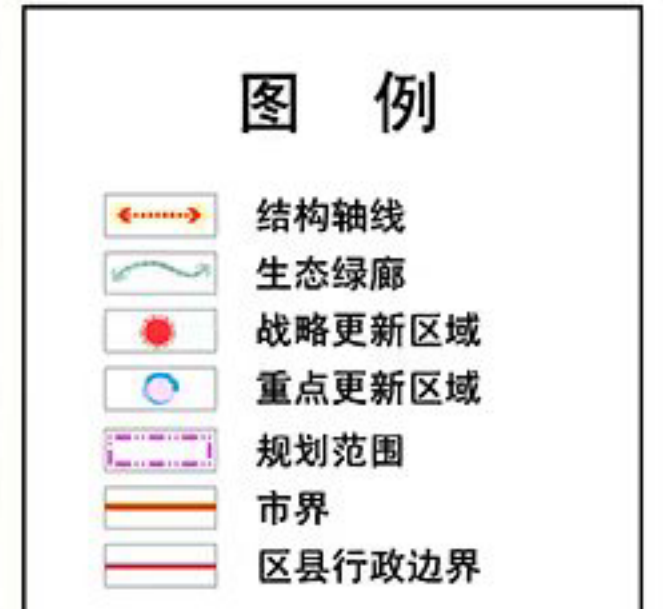 图 例
结构轴线
生态绿廊
战略更新区域
重点更新区域
规划范围
市界
区县行政边界